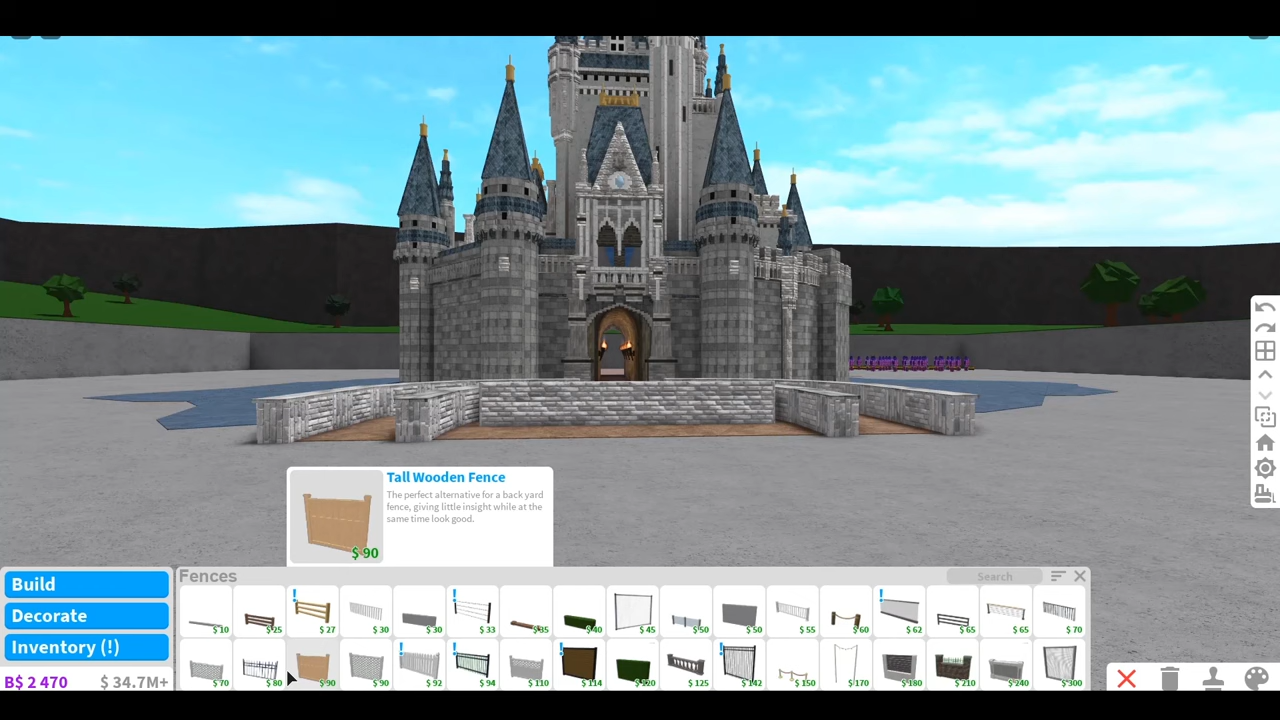 Tall Wooden Fence
The perfect alternative for a back yard
fence, giving little insight while at the
same time look good.
$ 90
Build
Decorate
Inventory (!)
B$ 2 470 $ 34.7M+
Fences
Search
$ 10 $ 25 $ 27 $ 30 $ 30 $ 33 $ 35 $ 40 $ 45 $ 50 $ 50 $ 55 $ 60 $ 62 $ 65 $ 65 $ 70
$ 70 $ 80 $ 90 $ 90 $ 92 $ 94 $ 110 $ 114 $ 120 $ 125 $ 142 $ 150 $ 170 $ 180 $ 210 $ 240 $ 300